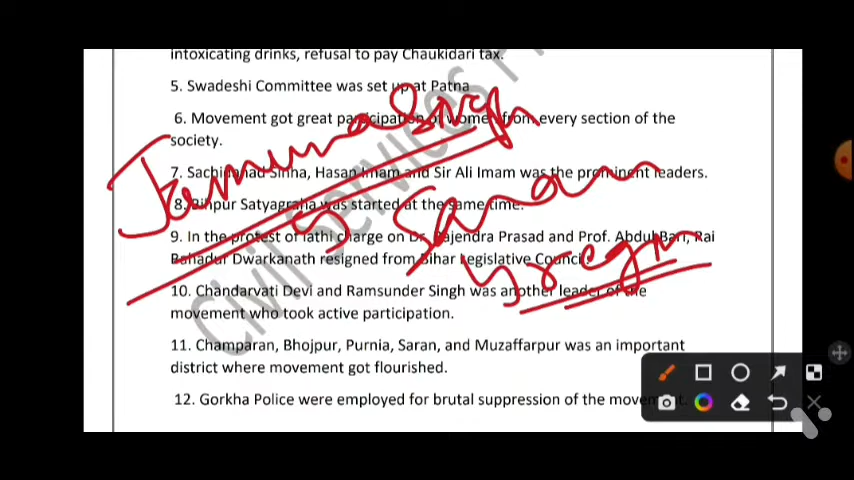 intoxicating drinks, refusal to pay Chaukidari tax.
5. Swadeshi Committee was set up at Patna
6. Movement got great participation of women from every section of the
society.
7. Sachidanad Sinha, Hasan Imam and Sir Ali Imam was the prominent leaders.
8. Bihpur Satyagraha was started at the same time.
9. In the protest of lathi charge on Dr. Rajendra Prasad and Prof. Abdul Bari, Rai
Bahadur Dwarkanath resigned from Bihar Legislative Council.
10. Chandarvati Devi and Ramsunder Singh was another leader of the
movement who took active participation.
11. Champaran, Bhojpur, Purnia, Saran, and Muzaffarpur was an important
district where movement got flourished.
12. Gorkha Police were employed for brutal suppression of the movement.
Civil Services
Jamuna Singh
Saran